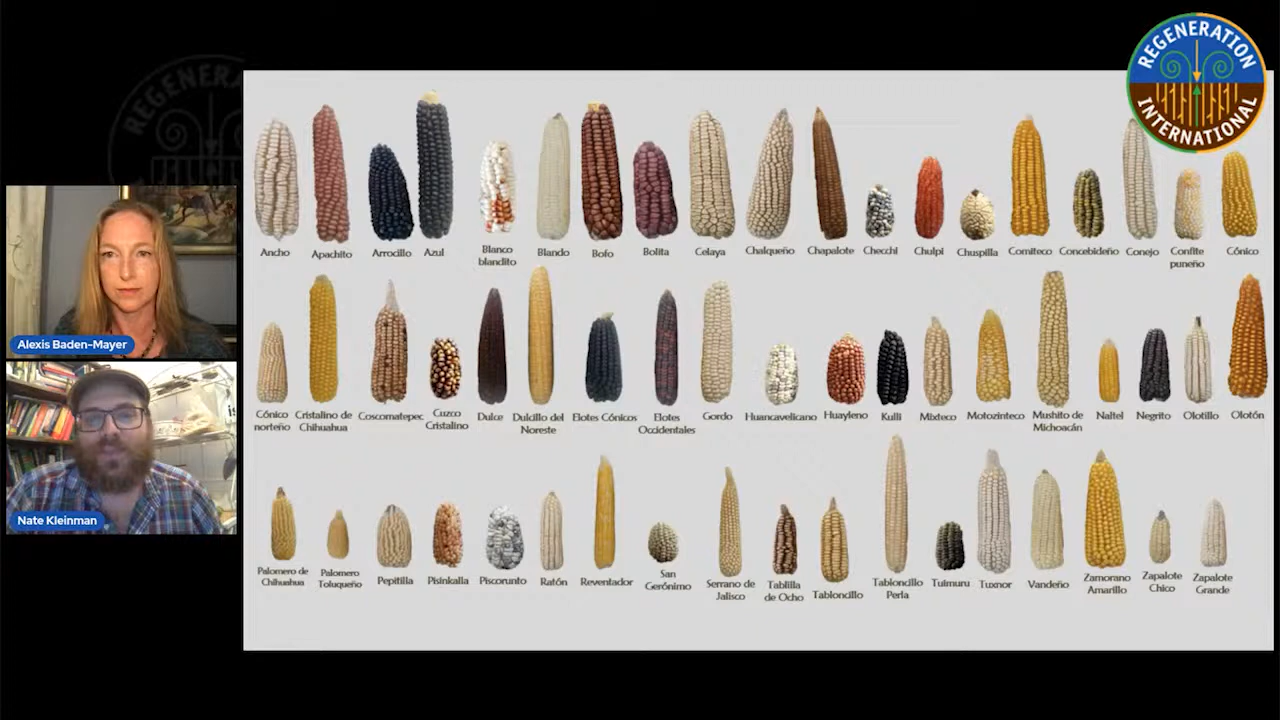 REGENERATION
INTERNATIONAL
REGENERA
Alexis Baden-Mayer
Nate Kleinman
Ancho
Apachito
Arrocillo
Azul
Blanco
blandito
Blando
Bofo
Bolita
Celaya
Chalqueño
Chapalote
Checchi
Chulpi
Chuspilla
Comiteco
Concebideño
Conejo
Confite
puneño
Cónico
Cónico
norteño
Cristalino de
Chihuahua
Coscomatepec
Cuzco
Cristalino
Dulce
Dulcillo del
Noreste
Elotes Cónicos
Elotes
Occidentales
Gordo
Huancavelicano
Huayleno
Kulli
Mixteco
Motozinteco
Mushito de
Michoacán
Naltel
Negrito
Olotillo
Olotón
Palomero de
Chihuahua
Palomero
Toluqueño
Pepitilla
Pisinkalla
Piscorunto
Ratón
Reventador
San
Gerónimo
Serrano de
Jalisco
Tablilla
de Ocho
Tabloncillo
Tabloncillo
Perla
Tuimuru
Tuxnor
Vandeño
Zamorano
Amarillo
Zapalote
Chico
Zapalote
Grande